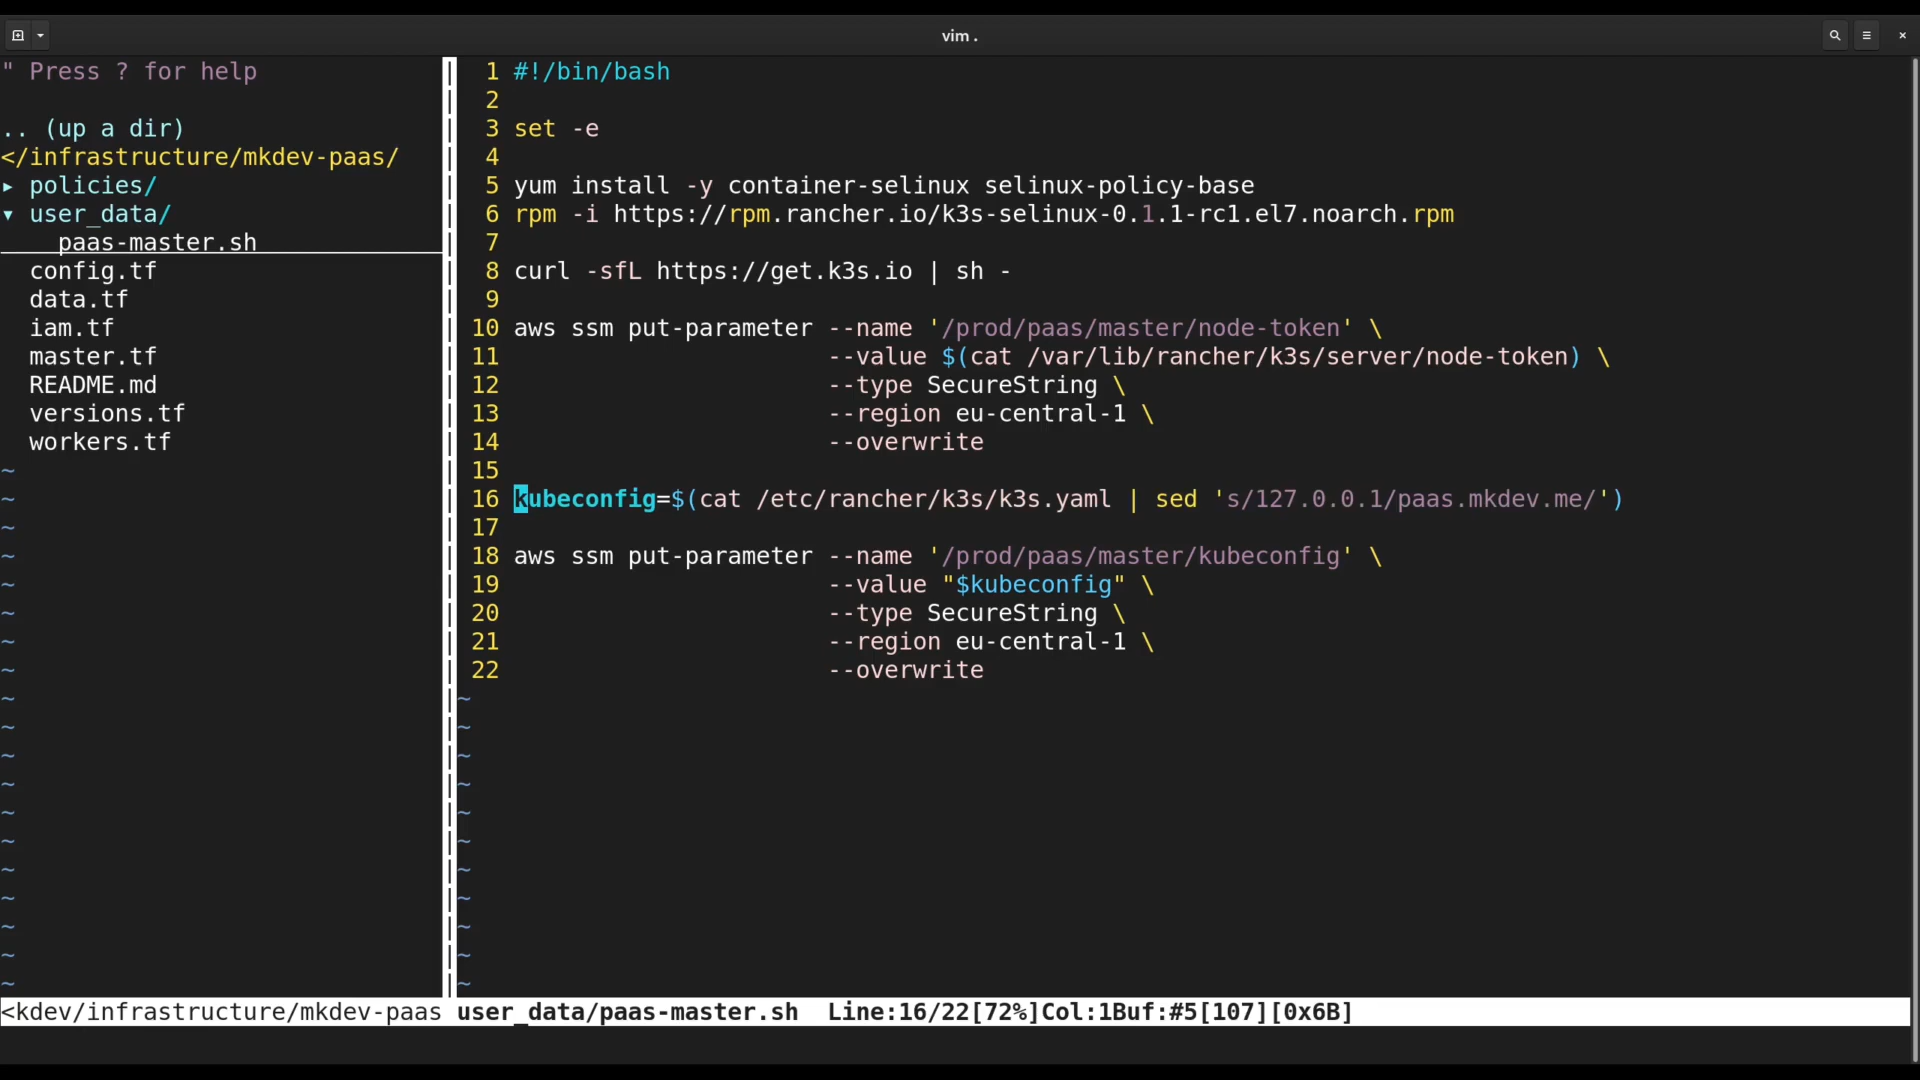 vim .
" Press ? for help
.. (up a dir)
</infrastructure/mkdev-paas/
▸ policies/
▾ user_data/
paas-master.sh
config.tf
data.tf
iam.tf
master.tf
README.md
versions.tf
workers.tf
1 #!/bin/bash
2
3 set -e
4
5 yum install -y container-selinux selinux-policy-base
6 rpm -i https://rpm.rancher.io/k3s-selinux-0.1.1-rc1.el7.noarch.rpm
7
8 curl -sfL https://get.k3s.io | sh -
9
10 aws ssm put-parameter --name '/prod/paas/master/node-token' \
11 --value $(cat /var/lib/rancher/k3s/server/node-token) \
12 --type SecureString \
13 --region eu-central-1 \
14 --overwrite
15
16 kubeconfig=$(cat /etc/rancher/k3s/k3s.yaml | sed 's/127.0.0.1/paas.mkdev.me/')
17
18 aws ssm put-parameter --name '/prod/paas/master/kubeconfig' \
19 --value "$kubeconfig" \
20 --type SecureString \
21 --region eu-central-1 \
22 --overwrite
<kdev/infrastructure/mkdev-paas user_data/paas-master.sh Line:16/22[72%]Col:1Buf:#5[107][0x6B]